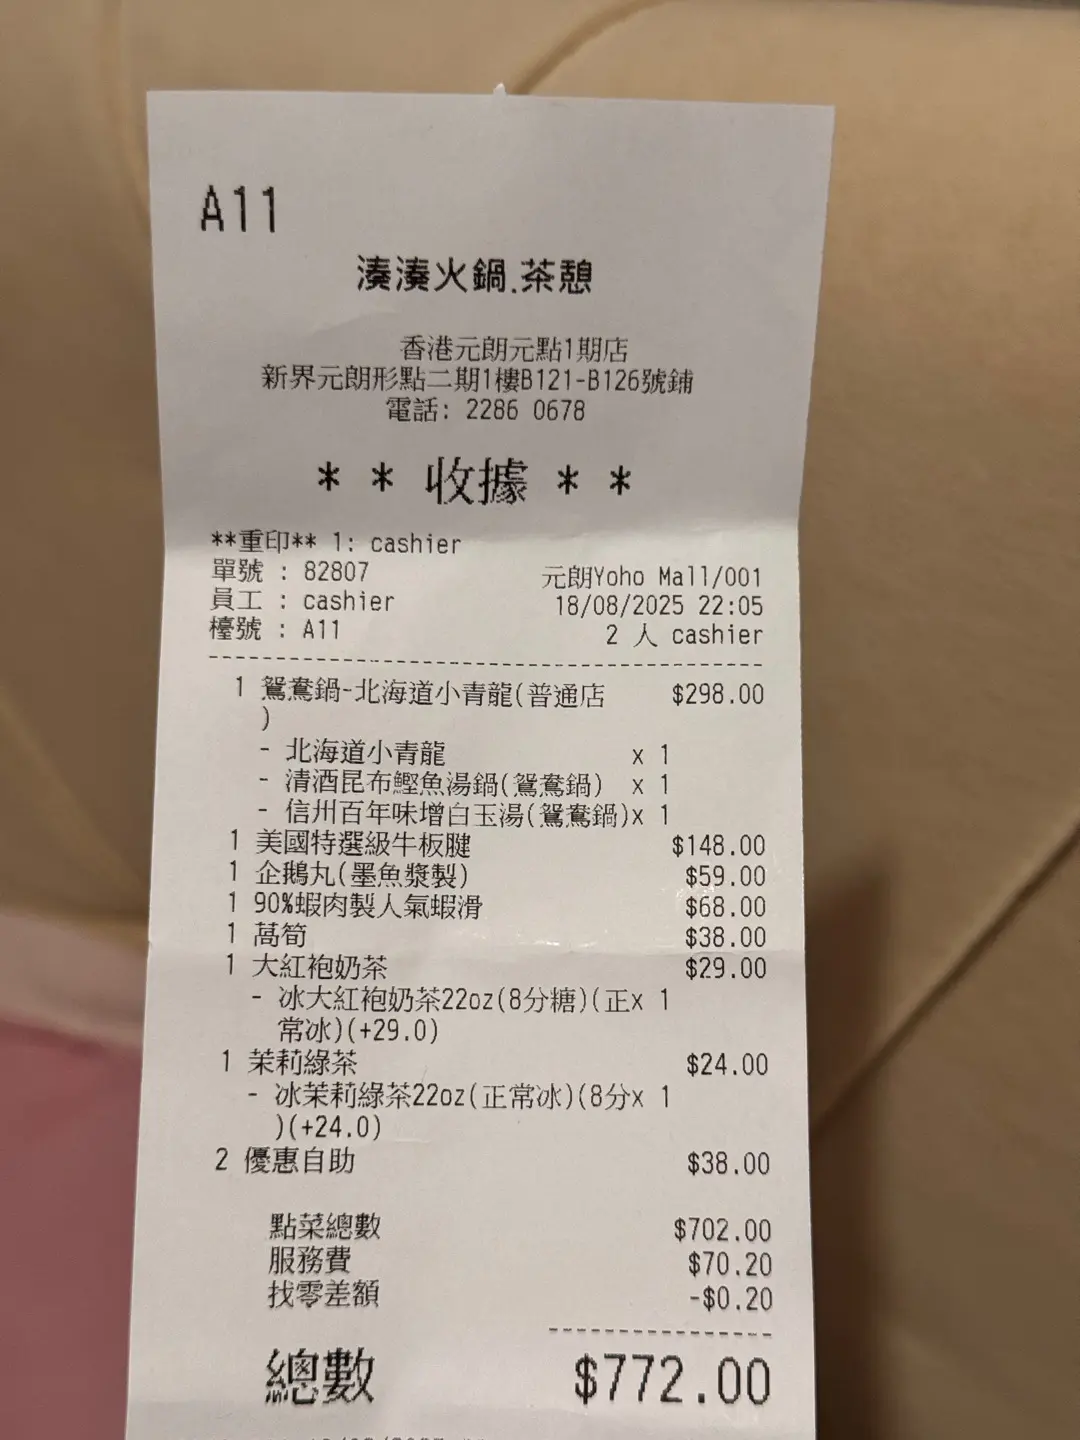 A11
湊湊火鍋.茶憩
香港元朗元點1期店
新界元朗形點二期1樓B121-B126號鋪
電話: 2286 0678
* * 收據 * *
**重印** 1: cashier
單號 : 82807 元朗Yoho Mall/001
員工 : cashier 18/08/2025 22:05
檯號 : A11 2 人 cashier
1 鴛鴦鍋-北海道小青龍(普通店 $298.00
)
- 北海道小青龍 x 1
- 清酒昆布鰹魚湯鍋(鴛鴦鍋) x 1
- 信州百年味增白玉湯(鴛鴦鍋)x 1
1 美國特選級牛板腱 $148.00
1 企鵝丸(墨魚漿製) $59.00
1 90%蝦肉製人氣蝦滑 $68.00
1 萵筍 $38.00
1 大紅袍奶茶 $29.00
- 冰大紅袍奶茶22oz(8分糖)(正x 1
常冰)(+29.0)
1 茉莉綠茶 $24.00
- 冰茉莉綠茶22oz(正常冰)(8分x 1
)(+24.0)
2 優惠自助 $38.00
點菜總數 $702.00
服務費 $70.20
找零差額 -$0.20
總數 $772.00